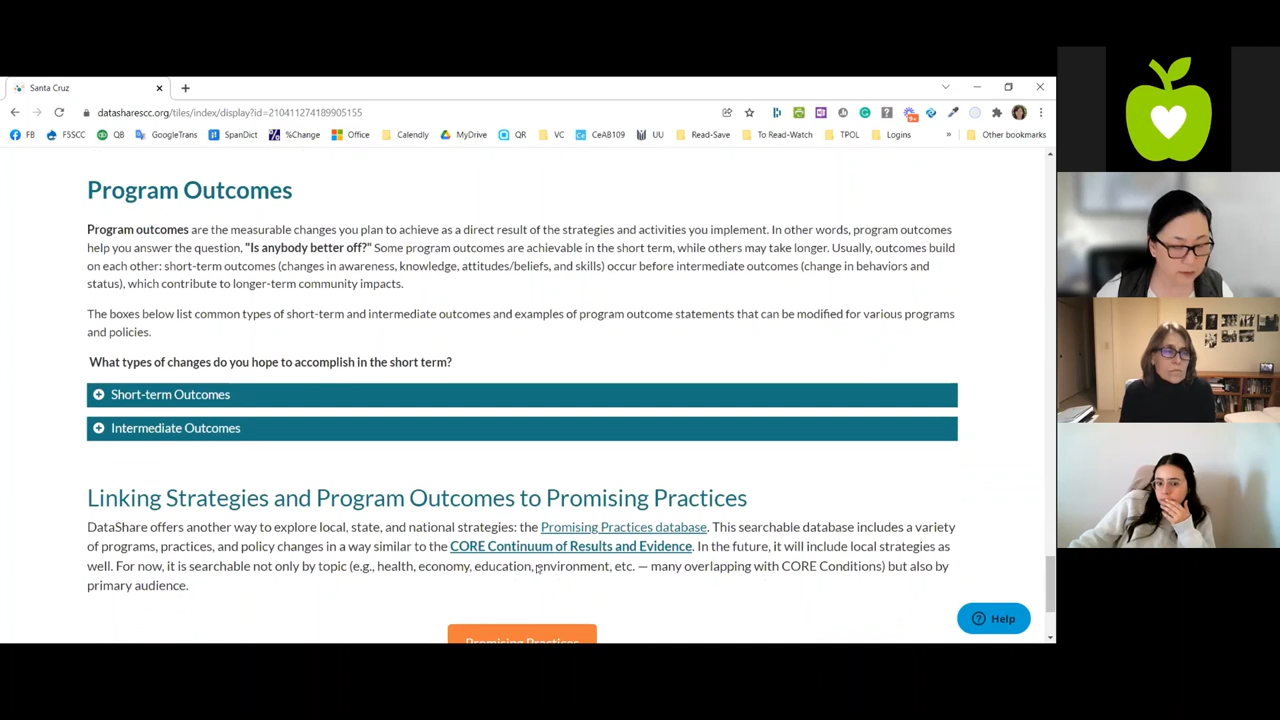 Santa Cruz
datasharescc.org/tiles/index/display?id=210411274189905155
FB F5SCC QB GoogleTrans SpanDict %Change Office Calendly MyDrive QR VC CeAB109 UU Read-Save To Read-Watch TPOL Logins » Other bookmarks
Program Outcomes
Program outcomes are the measurable changes you plan to achieve as a direct result of the strategies and activities you implement. In other words, program outcomes
help you answer the question, "Is anybody better off?" Some program outcomes are achievable in the short term, while others may take longer. Usually, outcomes build
on each other: short-term outcomes (changes in awareness, knowledge, attitudes/beliefs, and skills) occur before intermediate outcomes (change in behaviors and
status), which contribute to longer-term community impacts.
The boxes below list common types of short-term and intermediate outcomes and examples of program outcome statements that can be modified for various programs
and policies.
What types of changes do you hope to accomplish in the short term?
Short-term Outcomes
Intermediate Outcomes
Linking Strategies and Program Outcomes to Promising Practices
DataShare offers another way to explore local, state, and national strategies: the Promising Practices database. This searchable database includes a variety
of programs, practices, and policy changes in a way similar to the CORE Continuum of Results and Evidence. In the future, it will include local strategies as
well. For now, it is searchable not only by topic (e.g., health, economy, education, environment, etc. — many overlapping with CORE Conditions) but also by
primary audience.
Promising Practices
Help